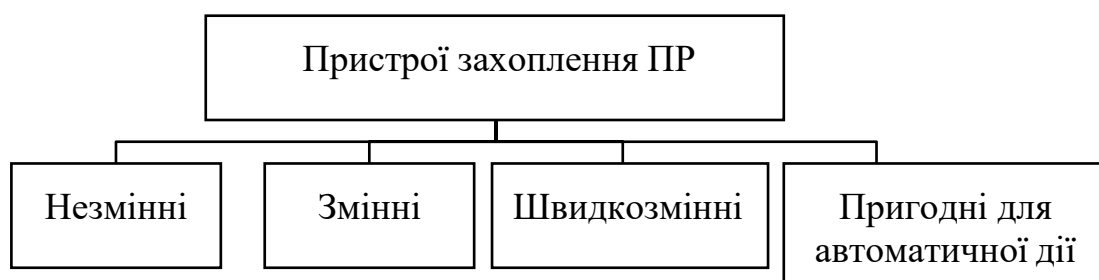 Пристрої захоплення ПР
Незмінні
Змінні
Швидкозмінні
Пригодні для
автоматичної дії